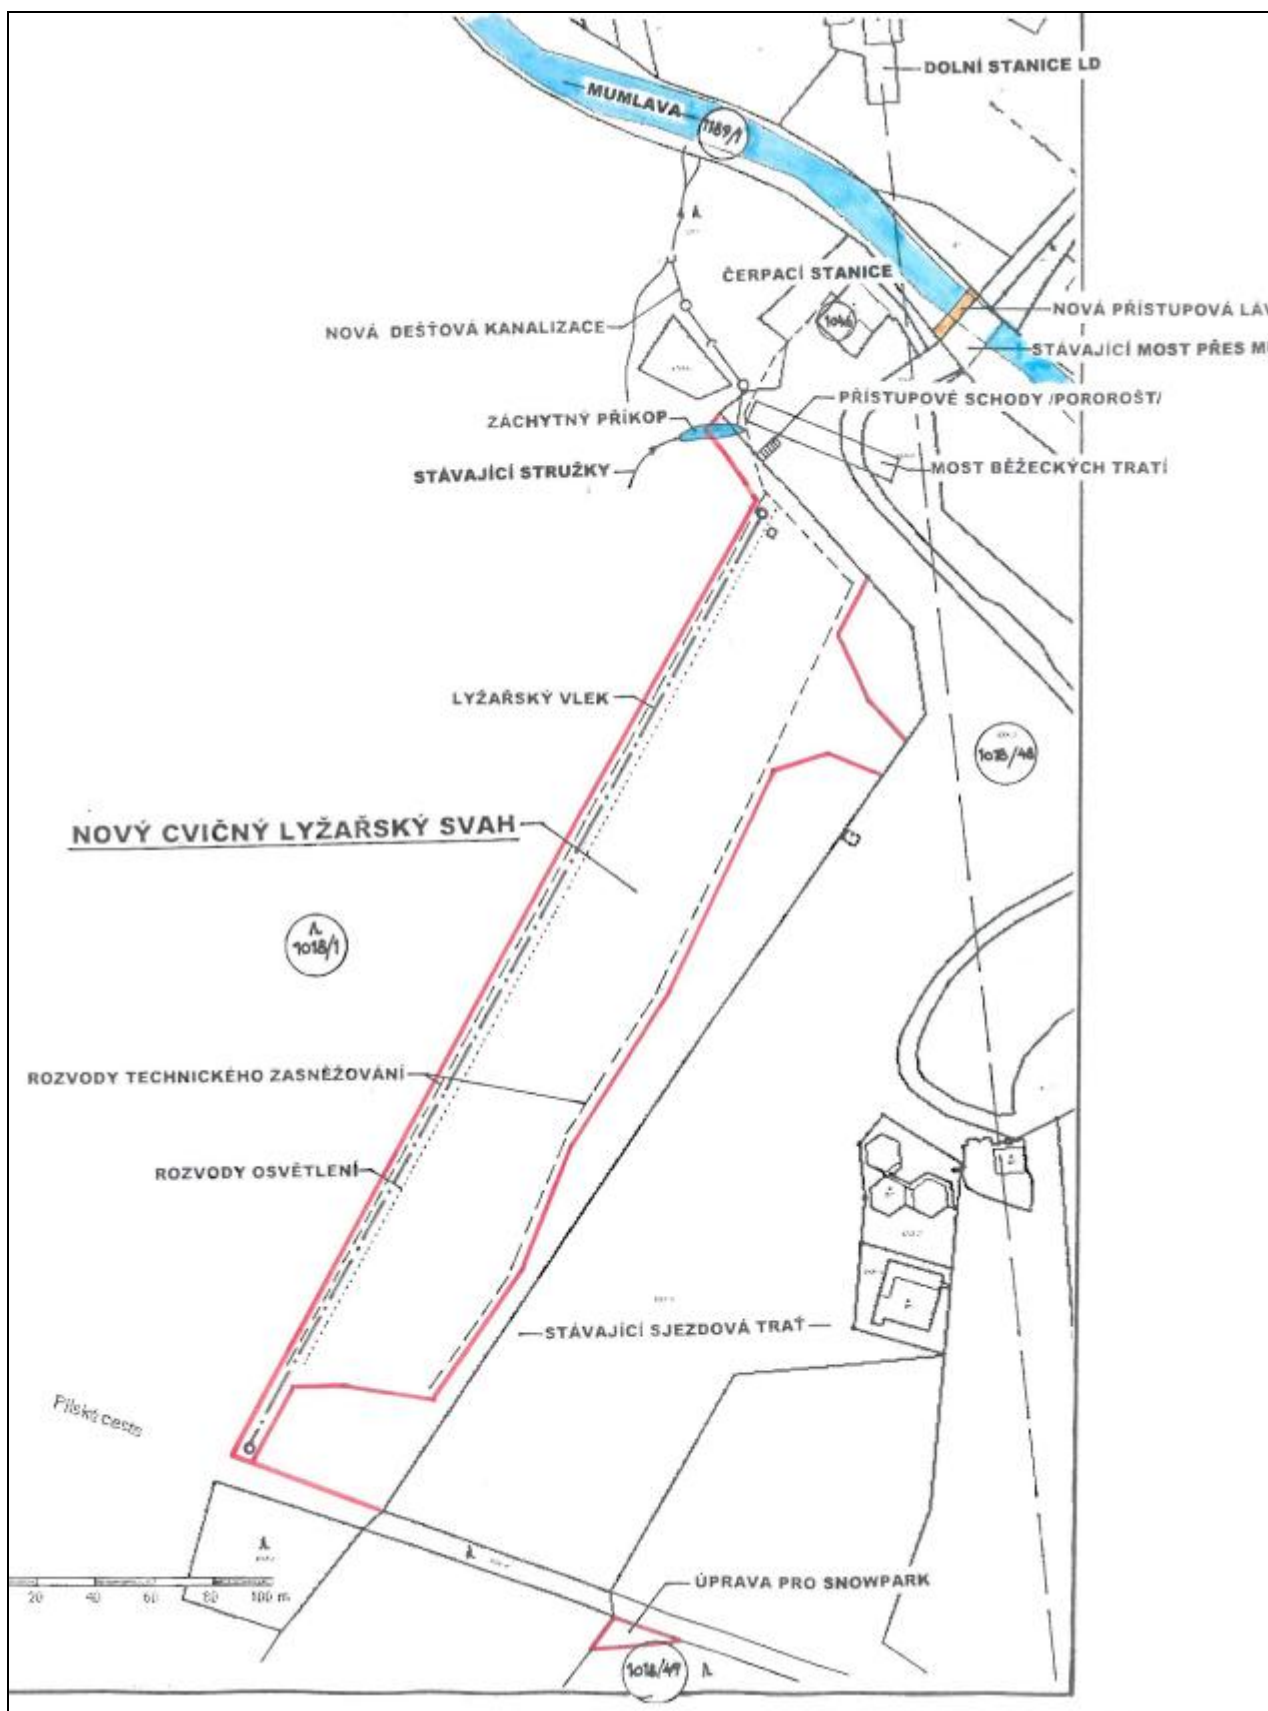 DOLNÍ STANICE LD
MUMLAVA
1189/1
ČERPACÍ STANICE
1046
NOVÁ PŘÍSTUPOVÁ LÁV
NOVÁ DEŠŤOVÁ KANALIZACE
STÁVAJÍCÍ MOST PŘES M
PŘÍSTUPOVÉ SCHODY /POROROŠT/
ZÁCHYTNÝ PŘÍKOP
MOST BĚŽECKÝCH TRATÍ
STÁVAJÍCÍ STRUŽKY
LYŽAŘSKÝ VLEK
1018/48
NOVÝ CVIČNÝ LYŽAŘSKÝ SVAH
1018/1
ROZVODY TECHNICKÉHO ZASNĚŽOVÁNÍ
ROZVODY OSVĚTLENÍ
STÁVAJÍCÍ SJEZDOVÁ TRAŤ
Pilská cesta
ÚPRAVA PRO SNOWPARK
20 40 60 80 100 m
1018/49